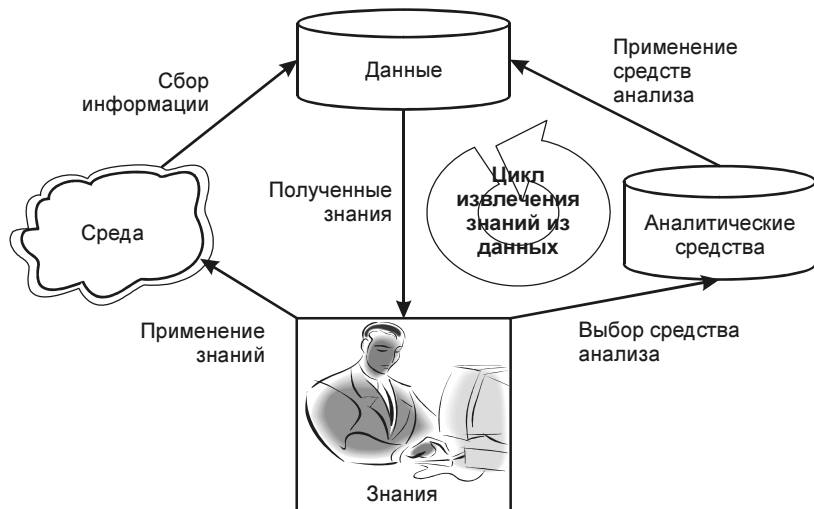 Данные
Применение
средств
анализа
Сбор
информации
Полученные
знания
Цикл
извлечения
знаний из
данных
Среда
Аналитические
средства
Применение
знаний
Выбор средства
анализа
Знания